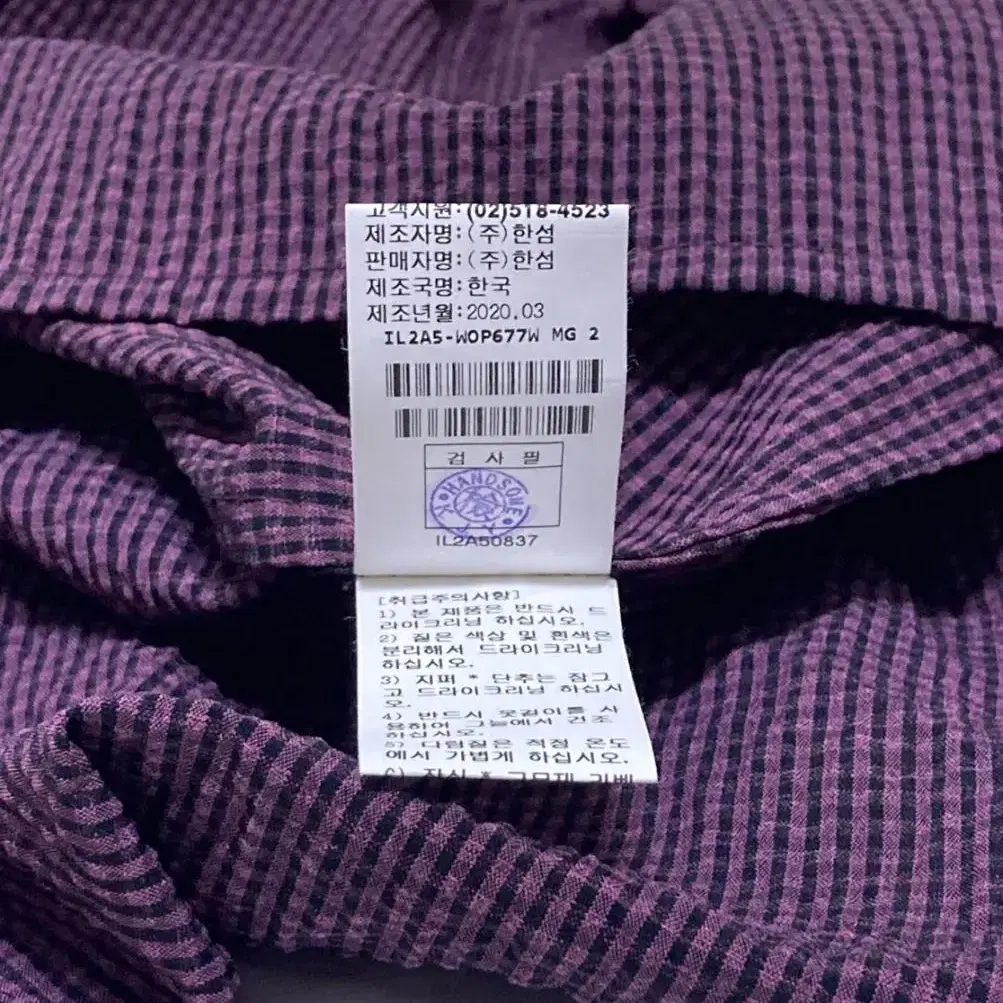 고객지원:(02)518-4523
제조자명:(주)한섬
판매자명:(주)한섬
제조국명:한국
제조년월:2020.03
IL2A5-WOP677W MG 2
검 사 필
HANDSOME
IL2A50837
[취급주의사항]
1) 본 제품은 반드시 드
라이크리닝 하십시오.
2) 짙은 색상 및 흰색은
분리해서 드라이크리닝
하십시오.
3) 지퍼 * 단추는 잠그
고 드라이크리닝 하십시
오.
4) 반드시 옷걸이를 사
용하여 그늘에서 건조
하십시오.
5) 다림질은 적정 온도
에서 가볍게 하십시오.
6) 장식 *